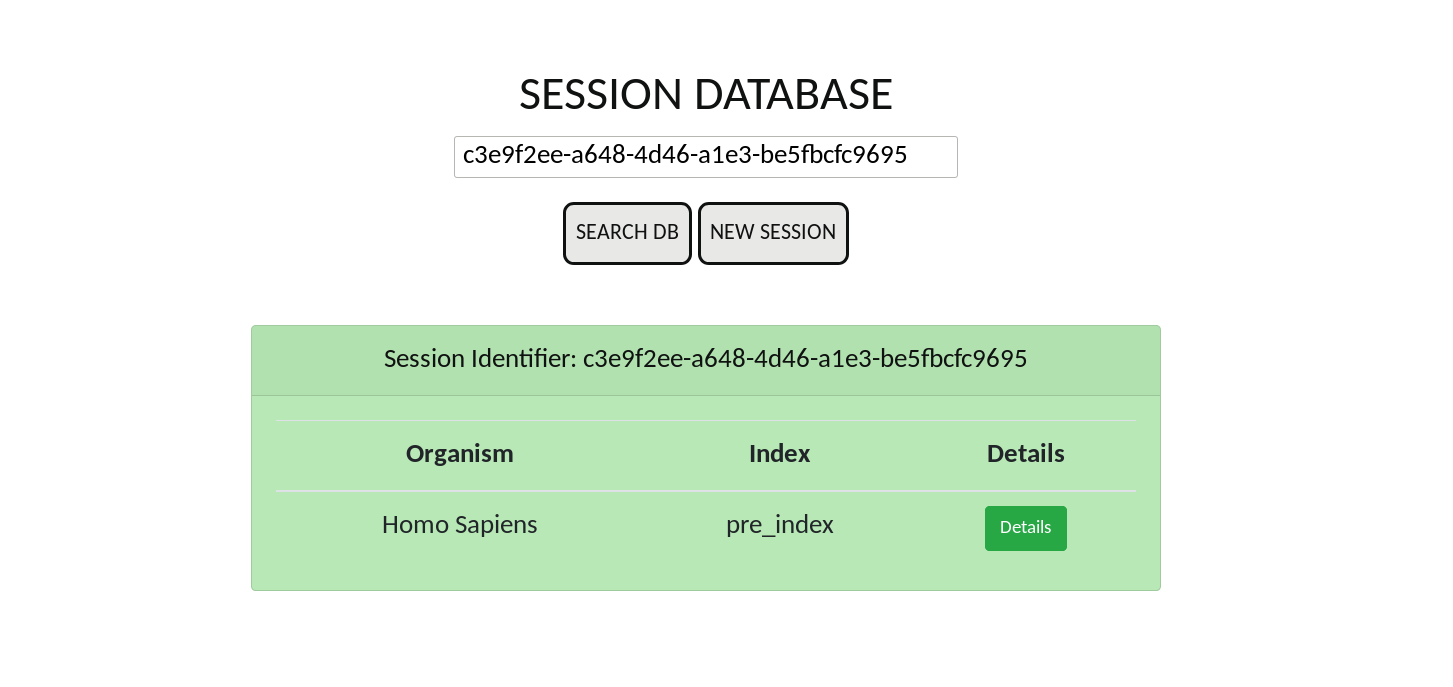 SESSION DATABASE
c3e9f2ee-a648-4d46-a1e3-be5fbcfc9695
SEARCH DB NEW SESSION
Session Identifier: c3e9f2ee-a648-4d46-a1e3-be5fbcfc9695
Organism Index Details
Homo Sapiens pre_index Details